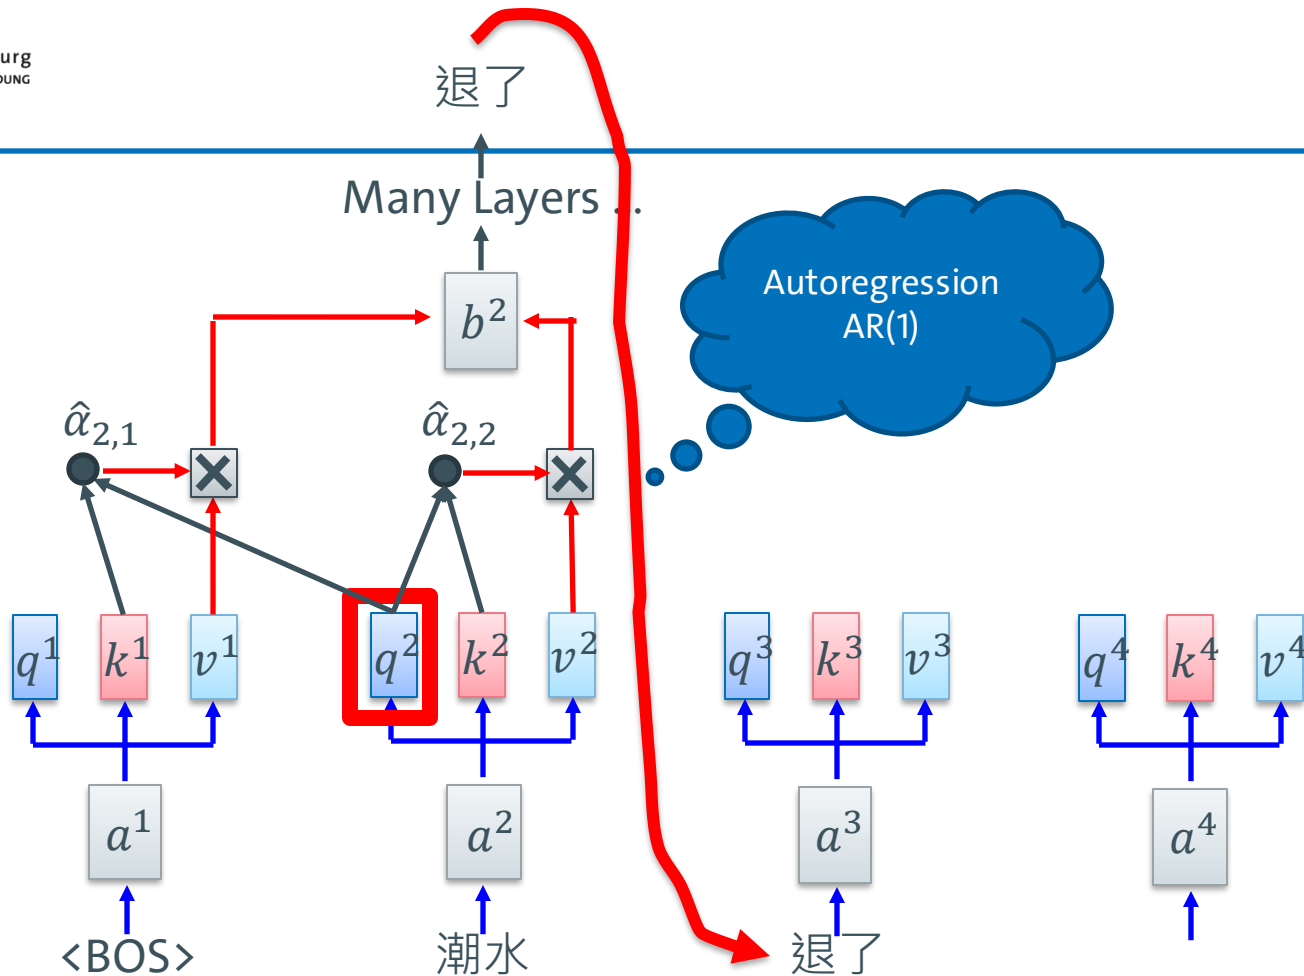 urg
DUNG
退了
Many Layers ...
Autoregression
AR(1)
b²
α̂₂,₁
α̂₂,₂
q¹ k¹ v¹ q² k² v² q³ k³ v³ q⁴ k⁴ v⁴
a¹ a² a³ a⁴
<BOS> 潮水 退了